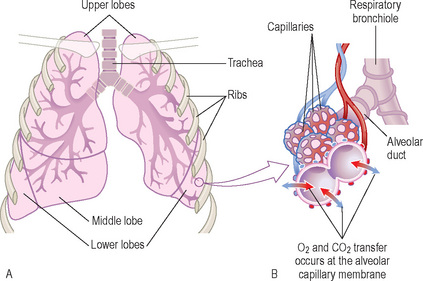 Upper lobes
Trachea
Ribs
Middle lobe
Lower lobes
A
Capillaries
Respiratory
bronchiole
Alveolar
duct
O2 and CO2 transfer
occurs at the alveolar
capillary membrane
B